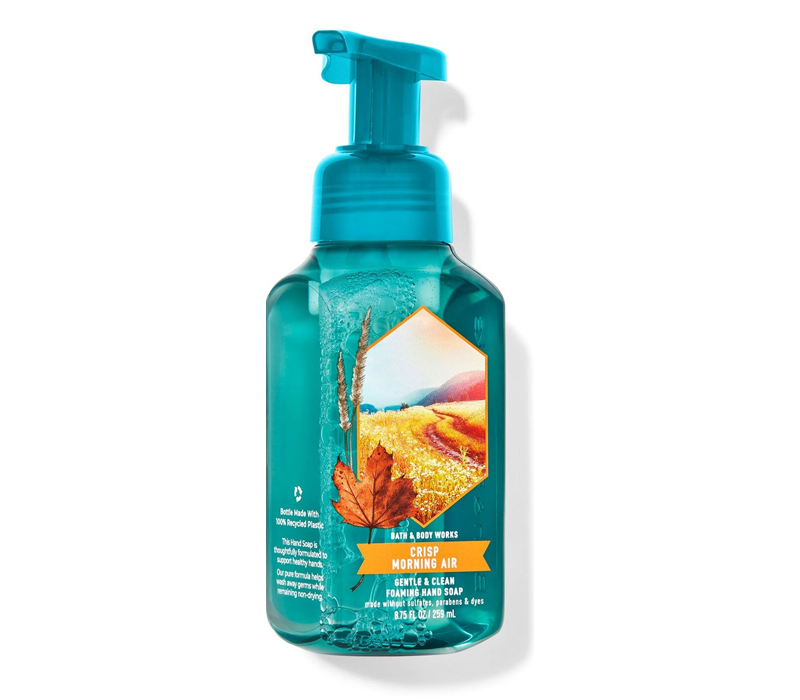 Bottle Made With
100% Recycled Plastic
This Hand Soap is
thoughtfully formulated to
support healthy hands.
Our pure formula helps
wash away germs while
remaining non-drying.
BATH & BODY WORKS
CRISP
MORNING AIR
GENTLE & CLEAN
FOAMING HAND SOAP
made without sulfates, parabens & dyes
8.75 FL OZ / 259 mL